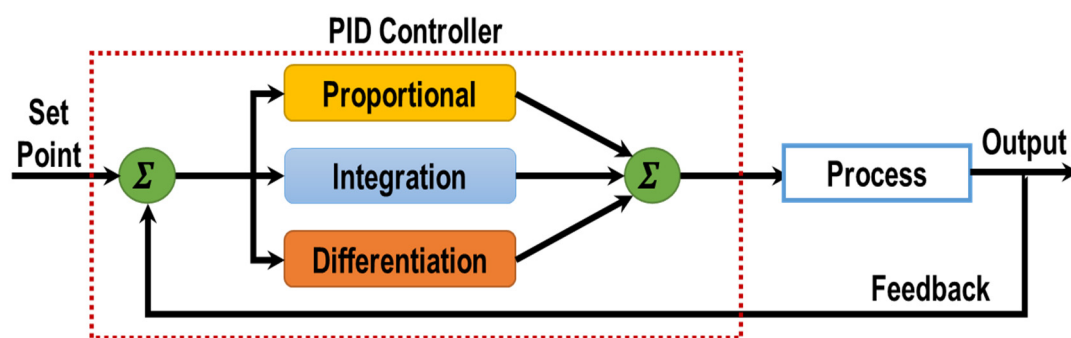 PID Controller
Proportional
Set
Point
Σ
Integration
Σ
Process
Output
Differentiation
Feedback